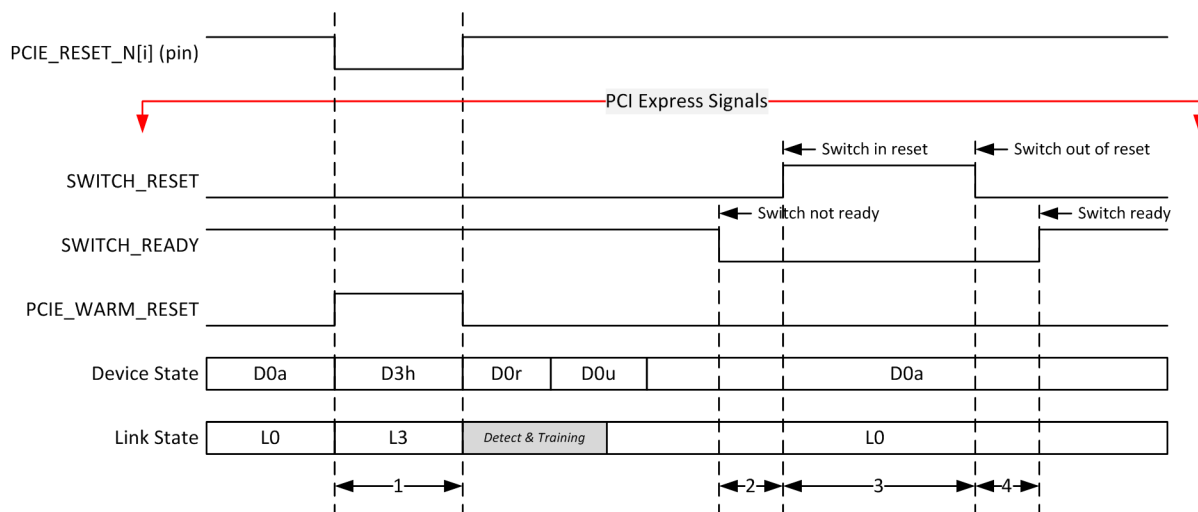 PCIE_RESET_N[i] (pin)
PCI Express Signals
Switch in reset
Switch out of reset
SWITCH_RESET
Switch not ready
Switch ready
SWITCH_READY
PCIE_WARM_RESET
Device State
D0a
D3h
D0r
D0u
D0a
Link State
L0
L3
Detect & Training
L0
1
2
3
4